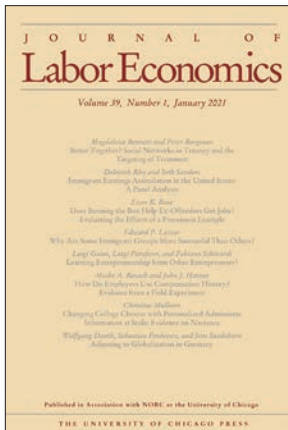 JOURNAL OF
Labor Economics
Volume 39, Number 1, January 2021
Magdalena Bennett and Peter Bergman
Better Together? Social Networks in Truancy and the
Targeting of Treatment
Deborah Rho and Seth Sanders
Immigrant Earnings Assimilation in the United States:
A Panel Analysis
Evan K. Rose
Does Banning the Box Help Ex-Offenders Get Jobs?
Evaluating the Effects of a Prominent Example
Edward P. Lazear
Why Are Some Immigrant Groups More Successful Than Others?
Luigi Guiso, Luigi Pistaferri, and Fabiano Schivardi
Learning Entrepreneurship from Other Entrepreneurs?
Moshe A. Barach and John J. Horton
How Do Employers Use Compensation History?
Evidence from a Field Experiment
Christine Mulhern
Changing College Choices with Personalized Admissions
Information at Scale: Evidence on Naviance
Wolfgang Dauth, Sebastian Findeisen, and Jens Suedekum
Adjusting to Globalization in Germany
Published in Association with NORC at the University of Chicago
THE UNIVERSITY OF CHICAGO PRESS